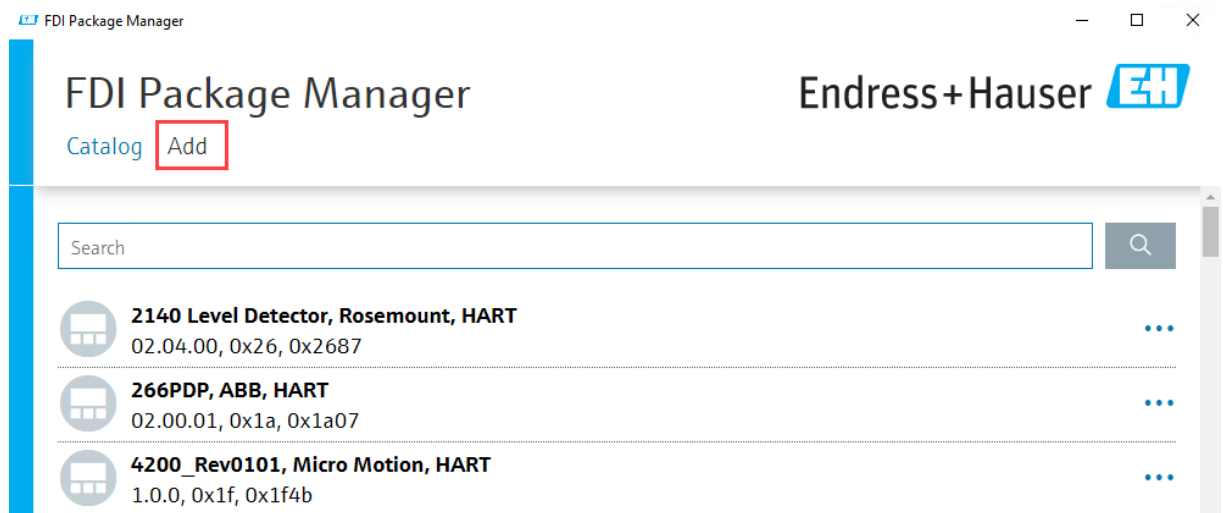 FDI Package Manager
FDI Package Manager
Endress+Hauser EH
Catalog Add
Search
2140 Level Detector, Rosemount, HART
02.04.00, 0x26, 0x2687
266PDP, ABB, HART
02.00.01, 0x1a, 0x1a07
4200_Rev0101, Micro Motion, HART
1.0.0, 0x1f, 0x1f4b